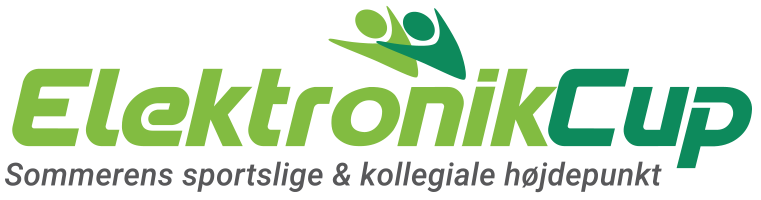 ElektronikCup
Sommerens sportslige & kollegiale højdepunkt